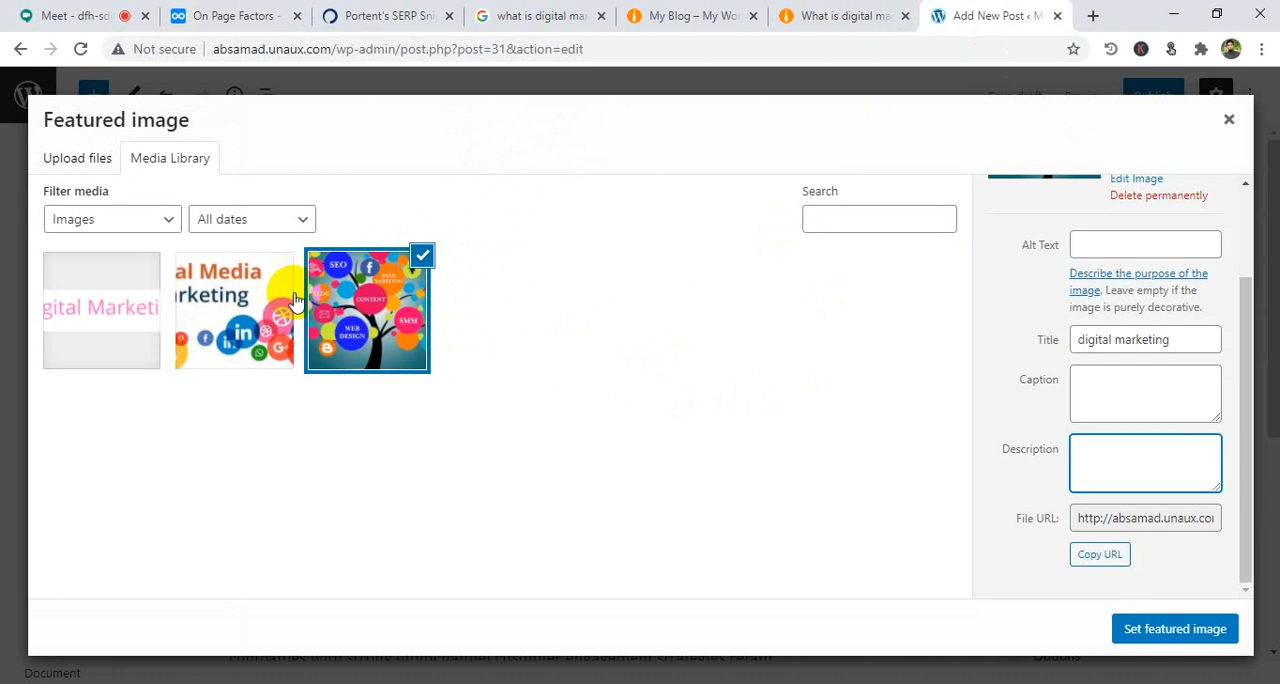 Meet - dfh-sd
On Page Factors -
Portent's SERP Sni
what is digital mar
My Blog – My Wo
What is digital ma
Add New Post ‹ M
Not secure
absamad.unaux.com/wp-admin/post.php?post=31&action=edit
Featured image
Upload files
Media Library
Filter media
Search
Images
All dates
Edit Image
Delete permanently
gital Marketi
al Media
rketing
SEO
CONTENT
WEB
DESIGN
SMM
Alt Text
Describe the purpose of the
image. Leave empty if the
image is purely decorative.
Title
digital marketing
Caption
Description
File URL:
http://absamad.unaux.co
Copy URL
Set featured image
Document